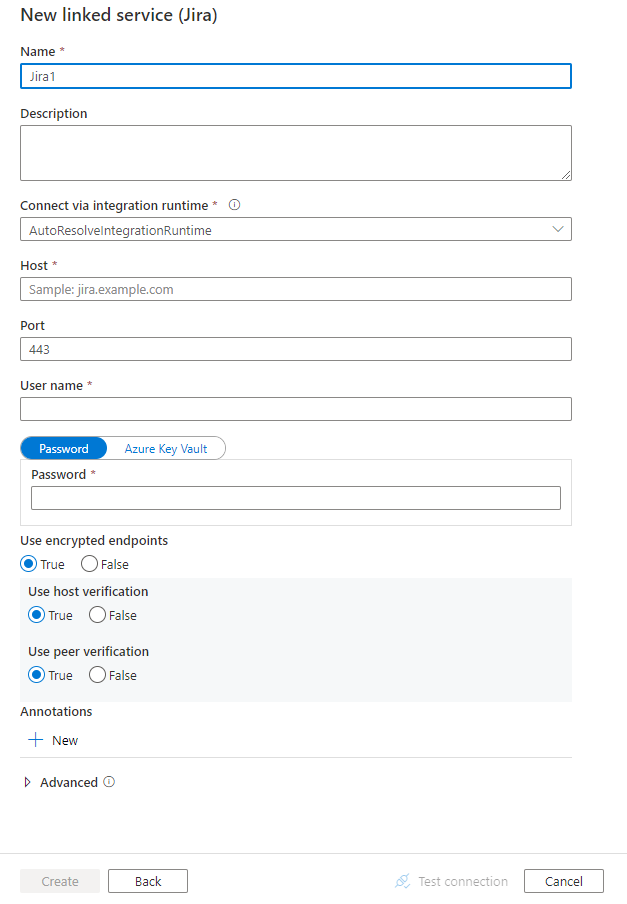 New linked service (Jira)
Name *
Jira1
Description
Connect via integration runtime *
AutoResolveIntegrationRuntime
Host *
Sample: jira.example.com
Port
443
User name *
Password Azure Key Vault
Password *
Use encrypted endpoints
True False
Use host verification
True False
Use peer verification
True False
Annotations
New
Advanced
Create Back Test connection Cancel